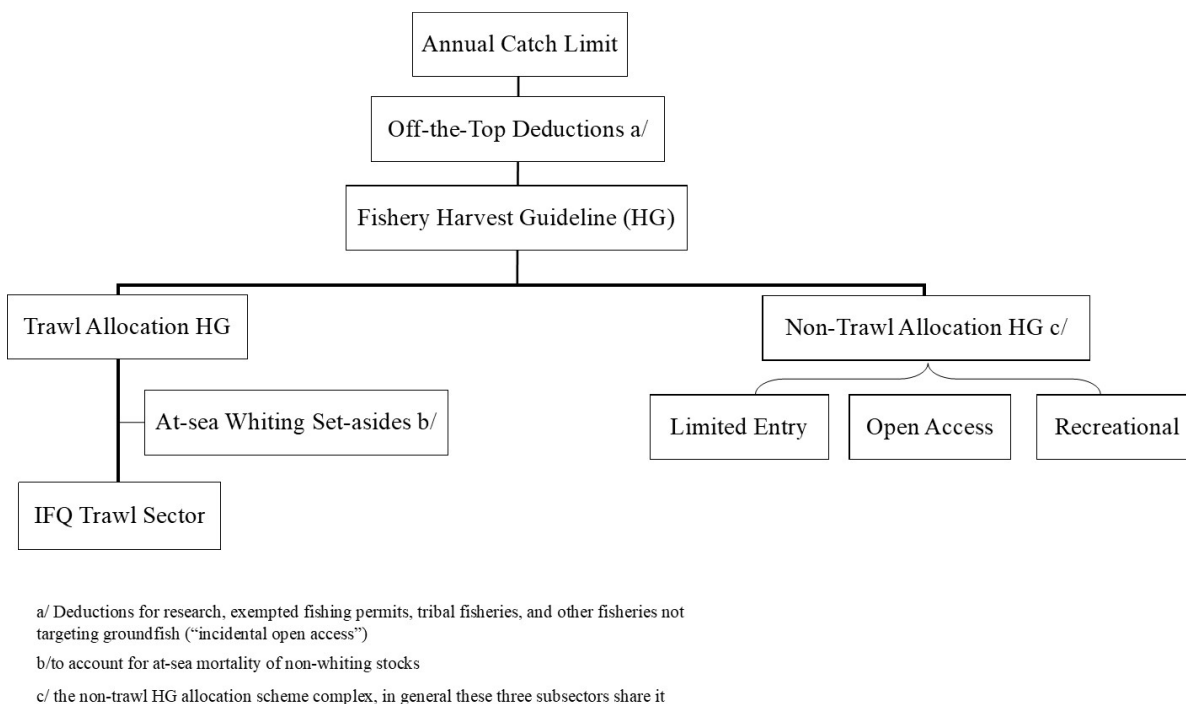 Annual Catch Limit
Off-the-Top Deductions a/
Fishery Harvest Guideline (HG)
Trawl Allocation HG
Non-Trawl Allocation HG c/
At-sea Whiting Set-asides b/
Limited Entry
Open Access
Recreational
IFQ Trawl Sector
a/ Deductions for research, exempted fishing permits, tribal fisheries, and other fisheries not
targeting groundfish (“incidental open access”)
b/to account for at-sea mortality of non-whiting stocks
c/ the non-trawl HG allocation scheme complex, in general these three subsectors share it